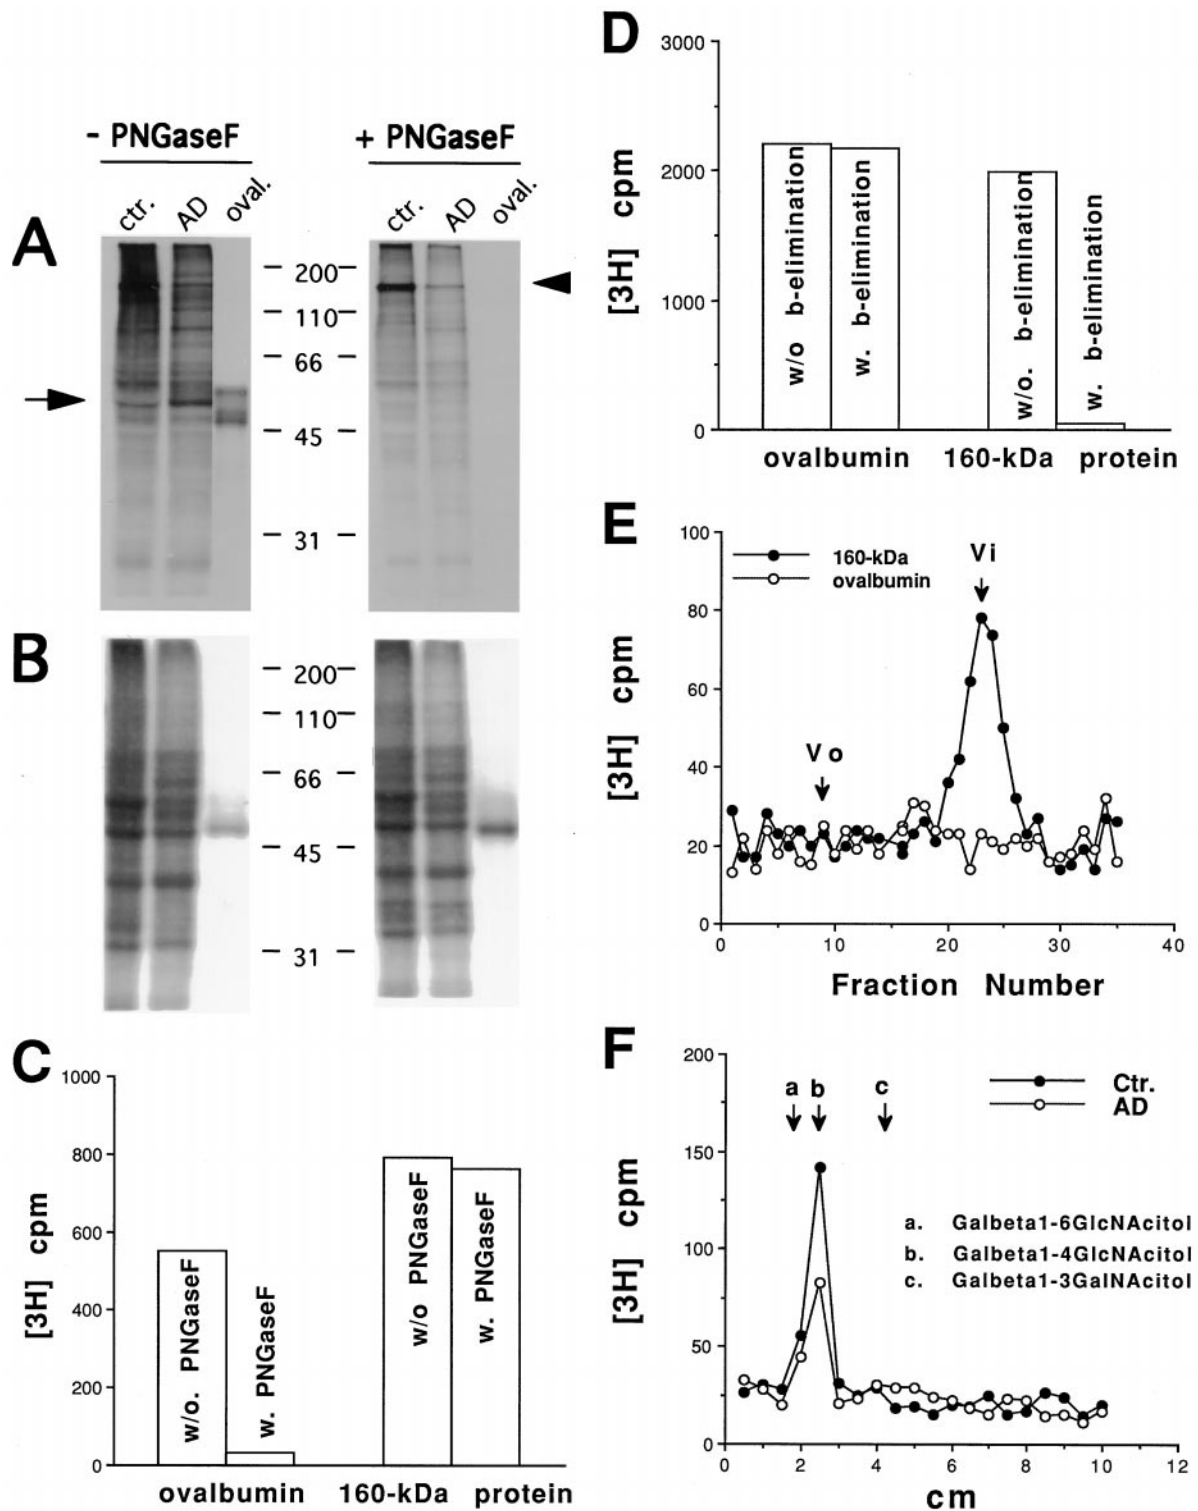 A
- PNGaseF
+ PNGaseF
ctr.
AD
oval.
ctr.
AD
oval.
200
110
66
45
31
B
200
110
66
45
31
C
1000
800
600
400
200
0
[3H] cpm
w/o. PNGaseF
w. PNGaseF
w/o PNGaseF
w. PNGaseF
ovalbumin 160-kDa protein
D
3000
2000
1000
0
[3H] cpm
w/o b-elimination
w. b-elimination
w/o. b-elimination
w. b-elimination
ovalbumin 160-kDa protein
E
100
80
60
40
20
0
[3H] cpm
160-kDa
ovalbumin
Vo
Vi
0 10 20 30 40
Fraction Number
F
200
150
100
50
0
[3H] cpm
a b c
Ctr.
AD
a. Galbeta1-6GlcNAcitol
b. Galbeta1-4GlcNAcitol
c. Galbeta1-3GalNAcitol
0 2 4 6 8 10 12
cm